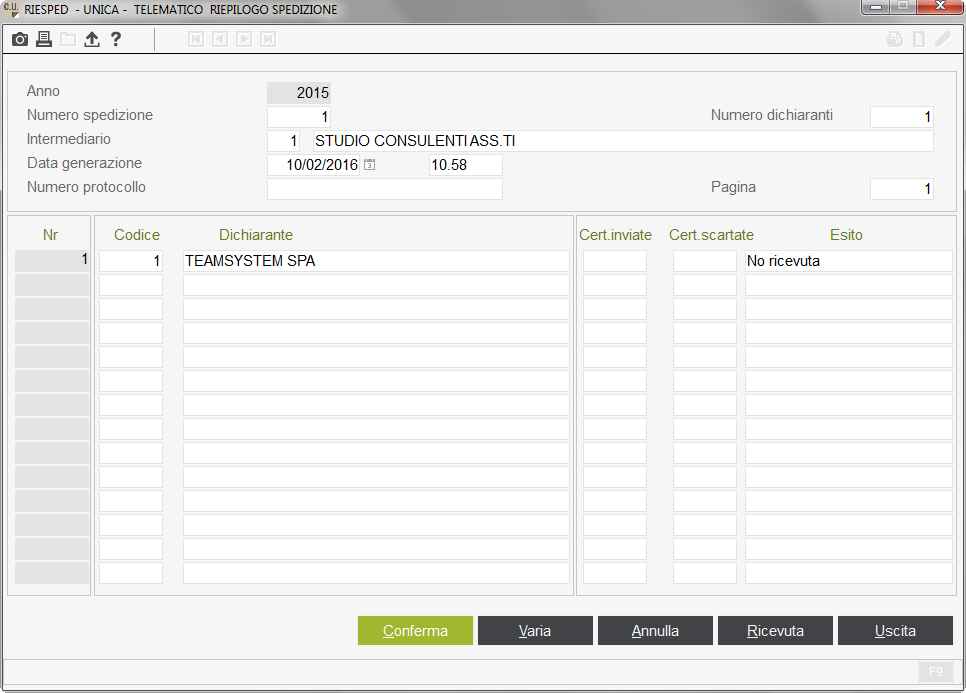 C.U. RIESPED - UNICA - TELEMATICO RIEPILOGO SPEDIZIONE
?
Anno 2015
Numero spedizione 1 Numero dichiaranti 1
Intermediario 1 STUDIO CONSULENTI ASS.TI
Data generazione 10/02/2016 10.58
Numero protocollo Pagina 1
Nr Codice Dichiarante Cert.inviate Cert.scartate Esito
1 1 TEAMSYSTEM SPA No ricevuta
Conferma Varia Annulla Ricevuta Uscita
F9